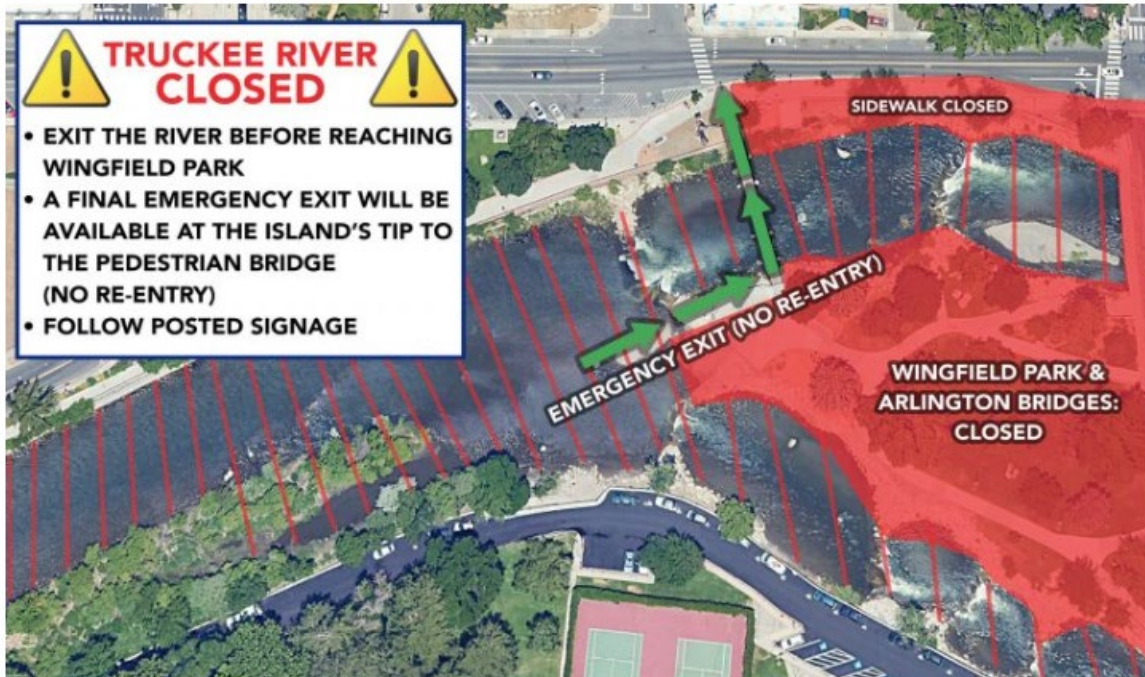 TRUCKEE RIVER
CLOSED
• EXIT THE RIVER BEFORE REACHING
WINGFIELD PARK
• A FINAL EMERGENCY EXIT WILL BE
AVAILABLE AT THE ISLAND'S TIP TO
THE PEDESTRIAN BRIDGE
(NO RE-ENTRY)
• FOLLOW POSTED SIGNAGE
SIDEWALK CLOSED
EMERGENCY EXIT (NO RE-ENTRY)
WINGFIELD PARK &
ARLINGTON BRIDGES:
CLOSED